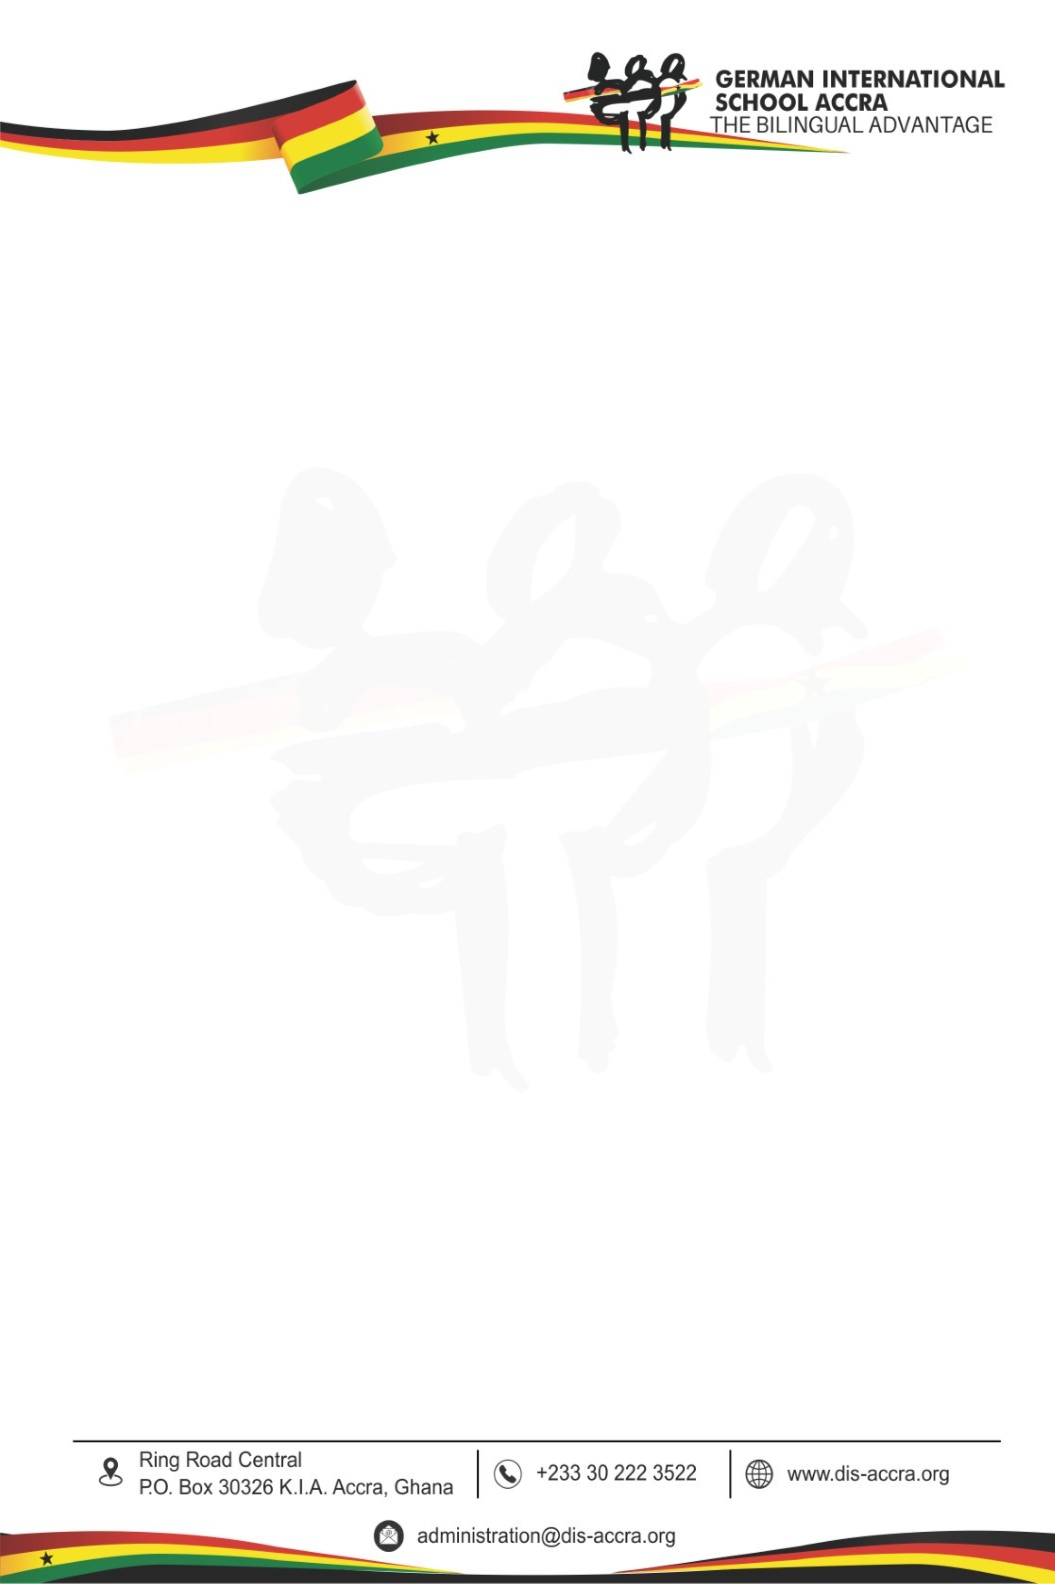 GERMAN INTERNATIONAL
SCHOOL ACCRA
THE BILINGUAL ADVANTAGE
Ring Road Central
P.O. Box 30326 K.I.A. Accra, Ghana
+233 30 222 3522
www.dis-accra.org
administration@dis-accra.org